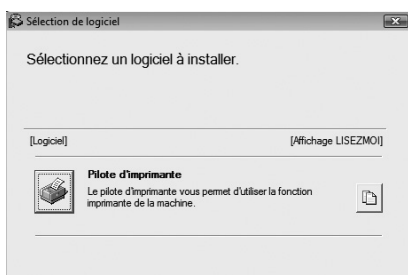 Sélection de logiciel
Sélectionnez un logiciel à installer.
[Logiciel] [Affichage LISEZMOI]
Pilote d'imprimante
Le pilote d'imprimante vous permet d'utiliser la fonction
imprimante de la machine.